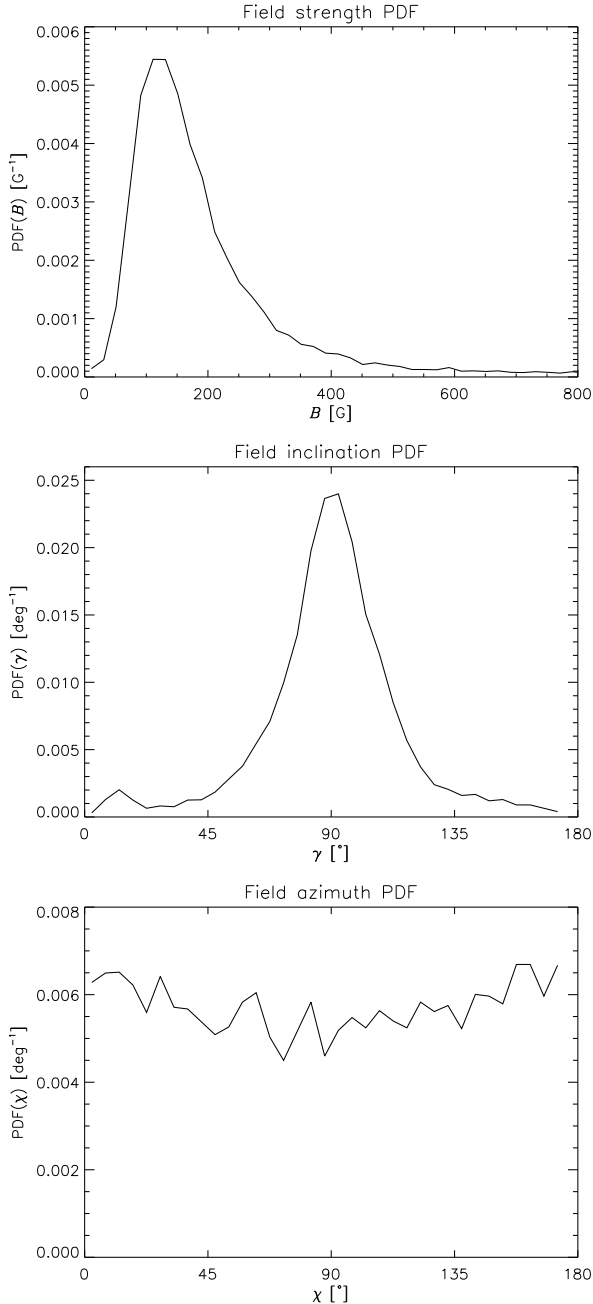 Field strength PDF
0.006
0.005
0.004
0.003
0.002
0.001
0.000
PDF(B) [G⁻¹]
0 200 400 600 800
B [G]
Field inclination PDF
0.025
0.020
0.015
0.010
0.005
0.000
PDF(γ) [deg⁻¹]
0 45 90 135 180
γ [°]
Field azimuth PDF
0.008
0.006
0.004
0.002
0.000
PDF(χ) [deg⁻¹]
0 45 90 135 180
χ [°]